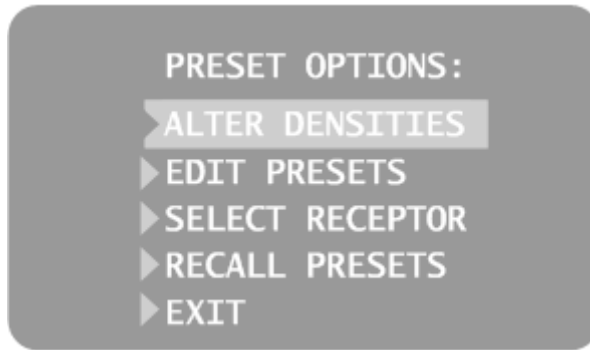 PRESET OPTIONS:
ALTER DENSITIES
EDIT PRESETS
SELECT RECEPTOR
RECALL PRESETS
EXIT